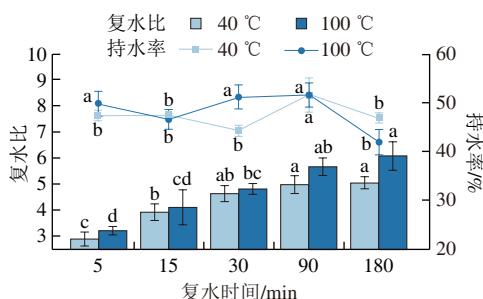 复水比 40 ℃ 100 ℃
持水率 40 ℃ 100 ℃
10 60
9
a a a
b b 50
8
b b a b
7
b 40
6
a a b a
5
ab bc
b cd 30
4
c d
3
20
5 15 30 90 180
复水时间/min
复水比
持水率/%